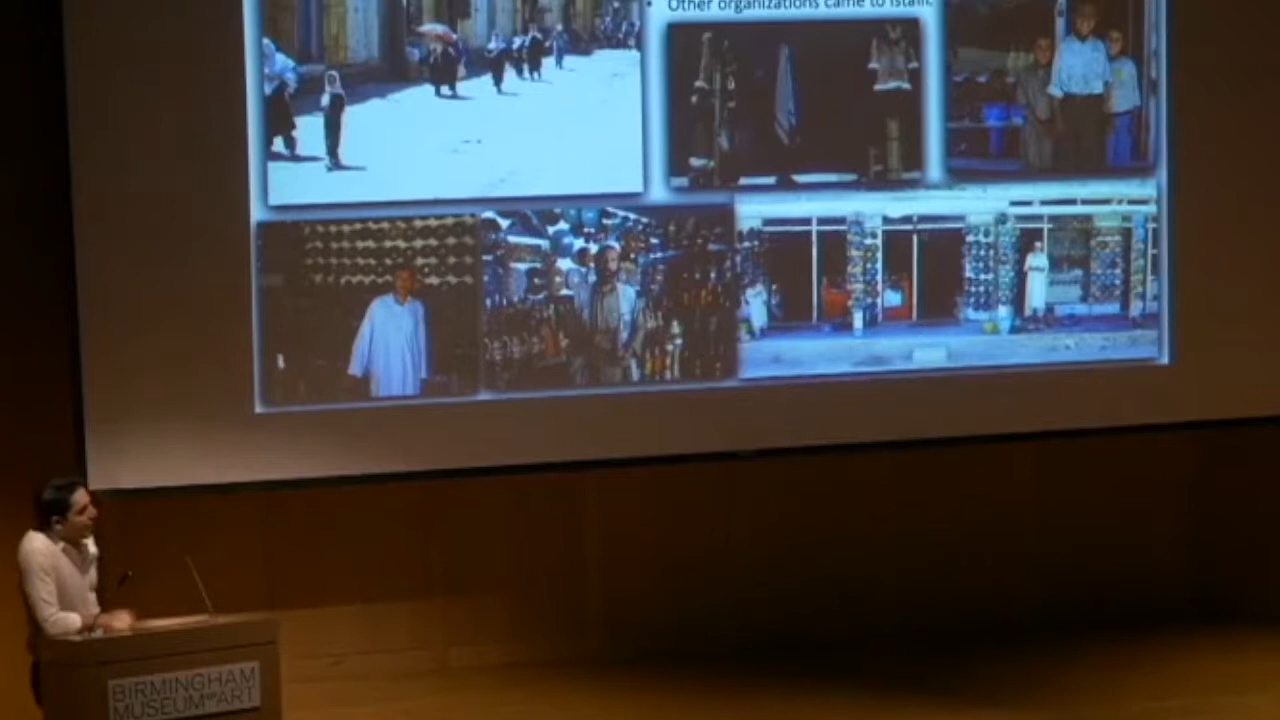 • Other organizations came to Istalif.
BIRMINGHAM
MUSEUM OF ART